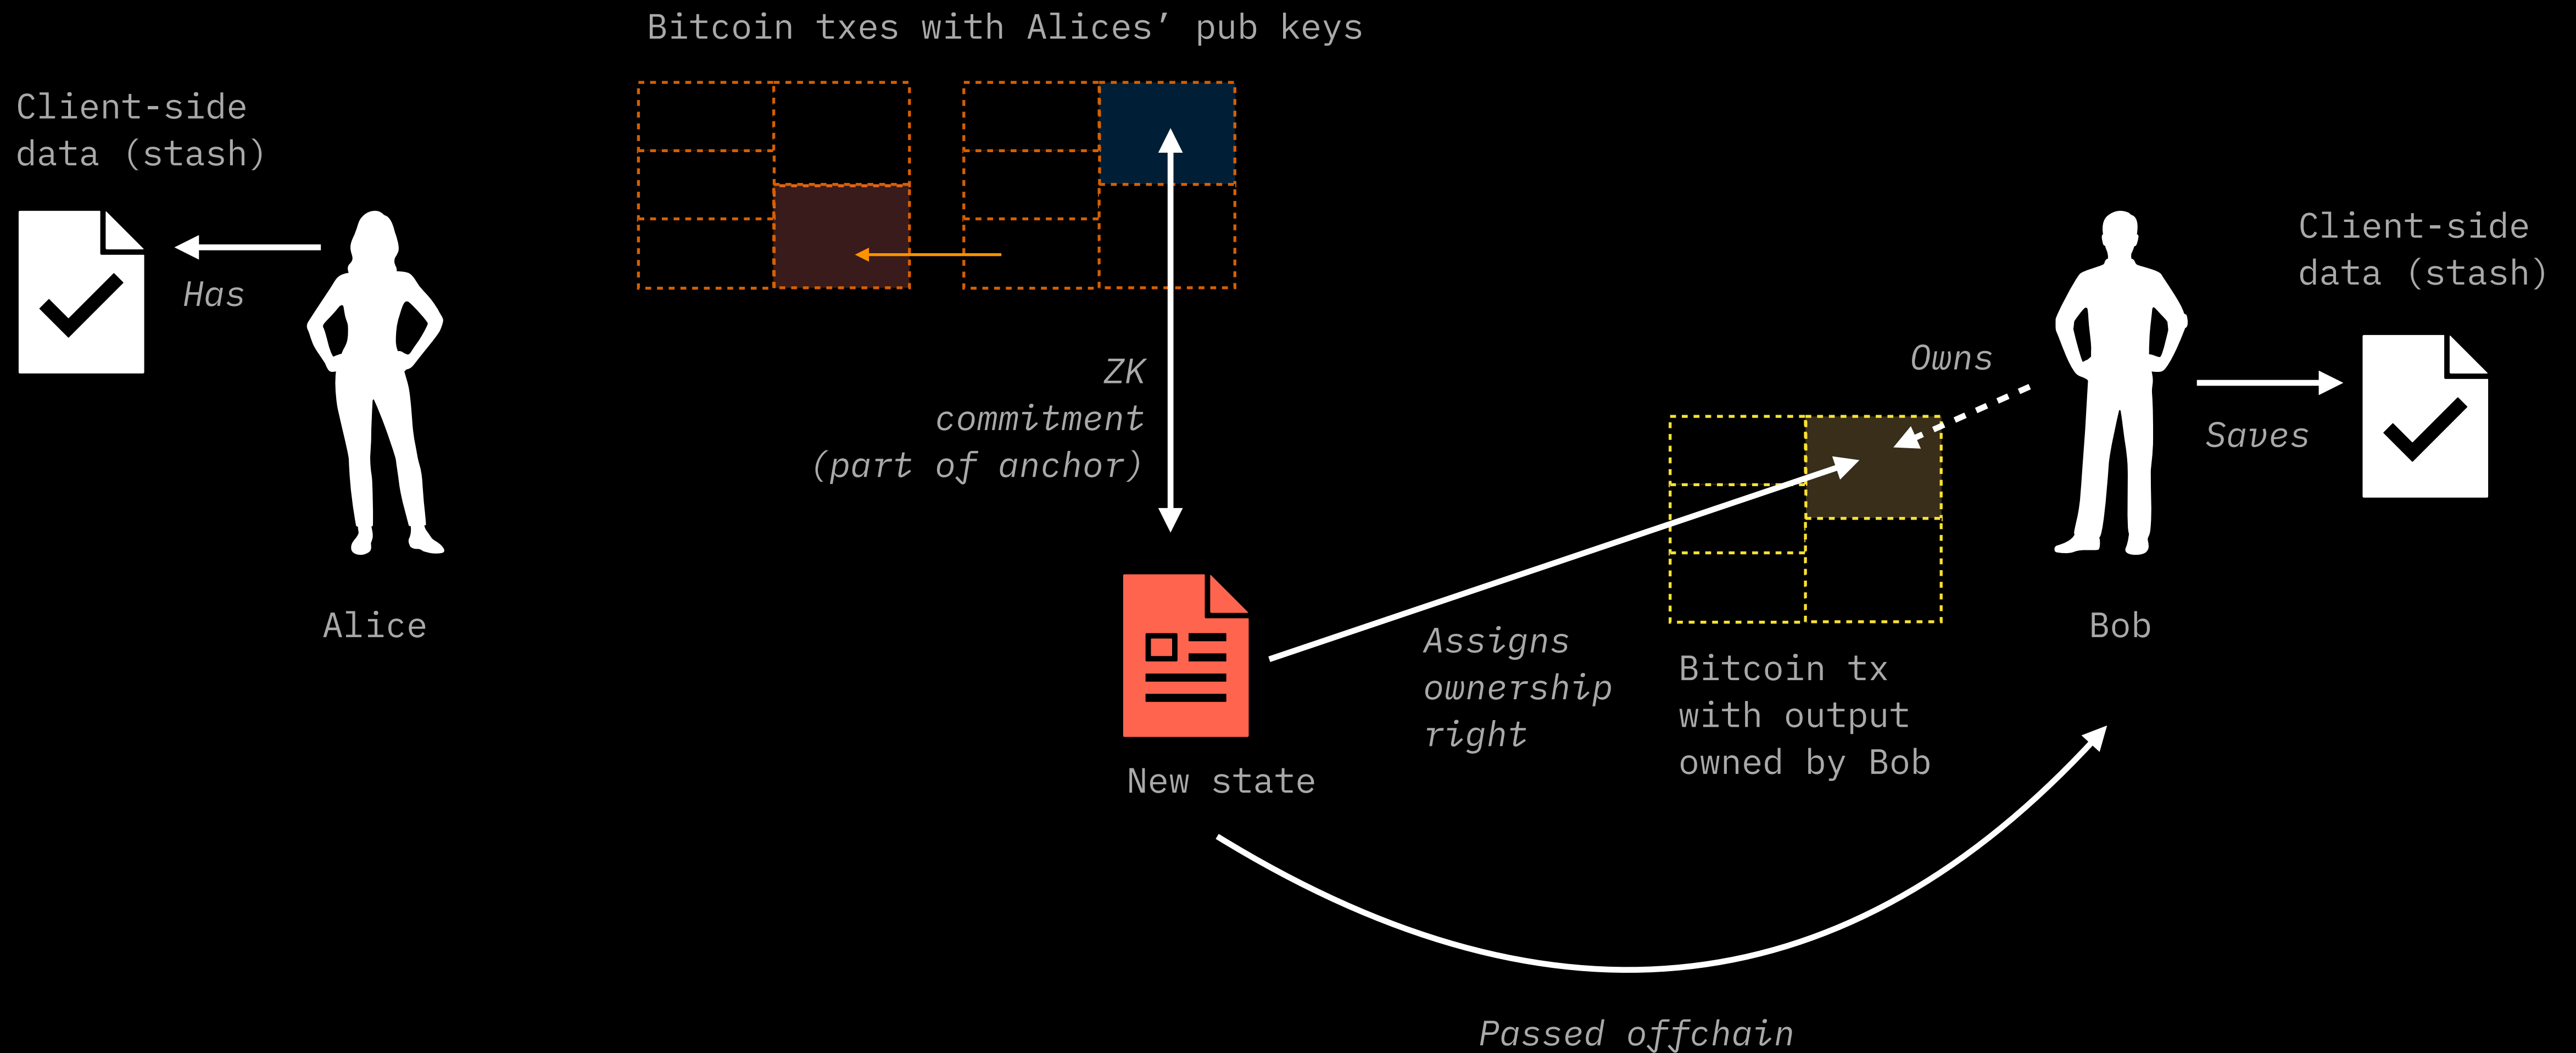 Bitcoin txes with Alices’ pub keys
Client-side
data (stash)
Has
Alice
ZK
commitment
(part of anchor)
New state
Assigns
ownership
right
Bitcoin tx
with output
owned by Bob
Owns
Bob
Saves
Client-side
data (stash)
Passed offchain